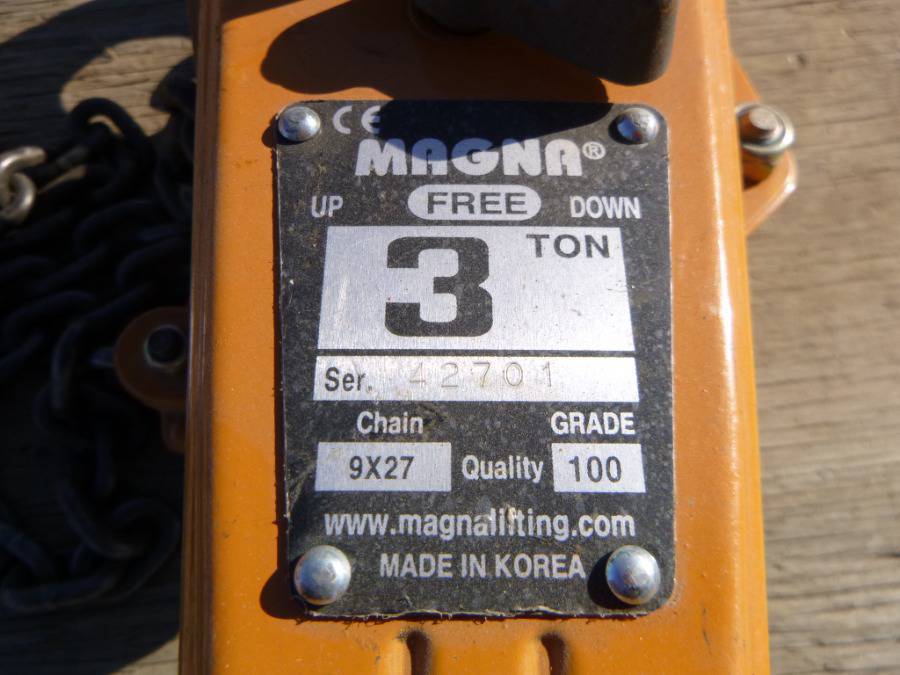 CE
MAGNA®
UP FREE DOWN
3 TON
Ser. 42701
Chain GRADE
9X27 Quality 100
www.magnalifting.com
MADE IN KOREA